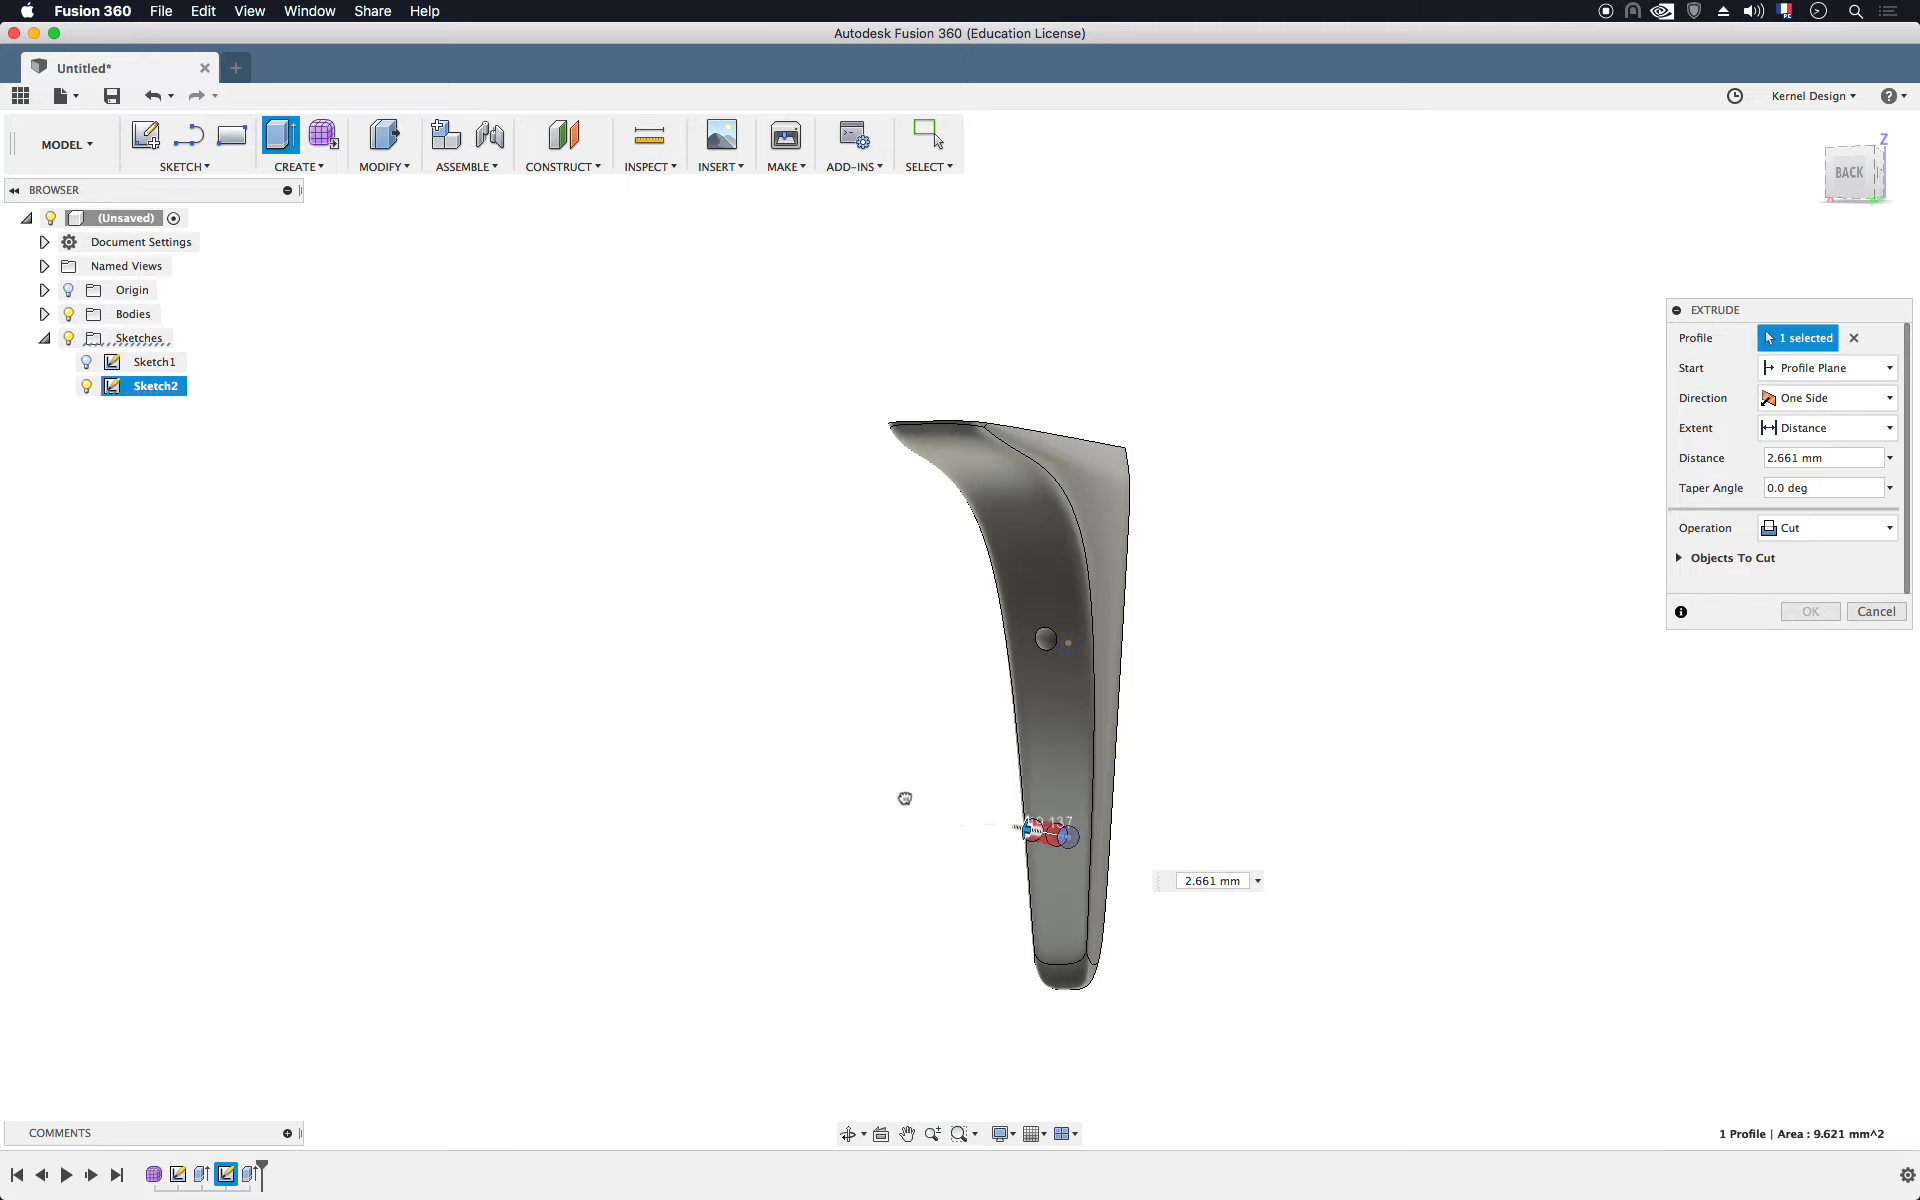 Fusion 360 File Edit View Window Share Help
Autodesk Fusion 360 (Education License)
Untitled*
Kernel Design
MODEL
SKETCH CREATE MODIFY ASSEMBLE CONSTRUCT INSPECT INSERT MAKE ADD-INS SELECT
Z
BACK
BROWSER
(Unsaved)
Document Settings
Named Views
Origin
Bodies
Sketches
Sketch1
Sketch2
EXTRUDE
Profile 1 selected
Start Profile Plane
Direction One Side
Extent Distance
Distance 2.661 mm
Taper Angle 0.0 deg
Operation Cut
Objects To Cut
OK Cancel
2.661 mm
COMMENTS
1 Profile | Area : 9.621 mm^2